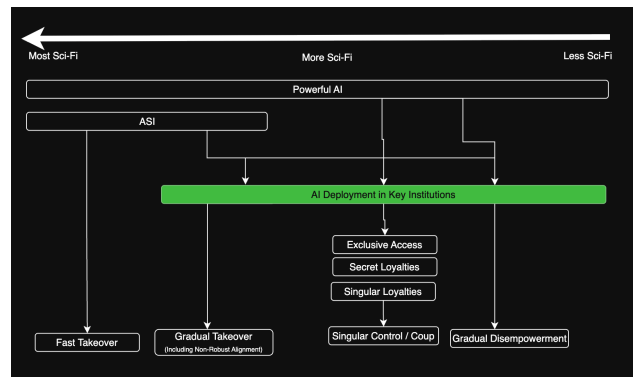 Most Sci-Fi
More Sci-Fi
Less Sci-Fi
Powerful AI
ASI
AI Deployment in Key Institutions
Exclusive Access
Secret Loyalties
Singular Loyalties
Fast Takeover
Gradual Takeover
(Including Non-Robust Alignment)
Singular Control / Coup
Gradual Disempowerment